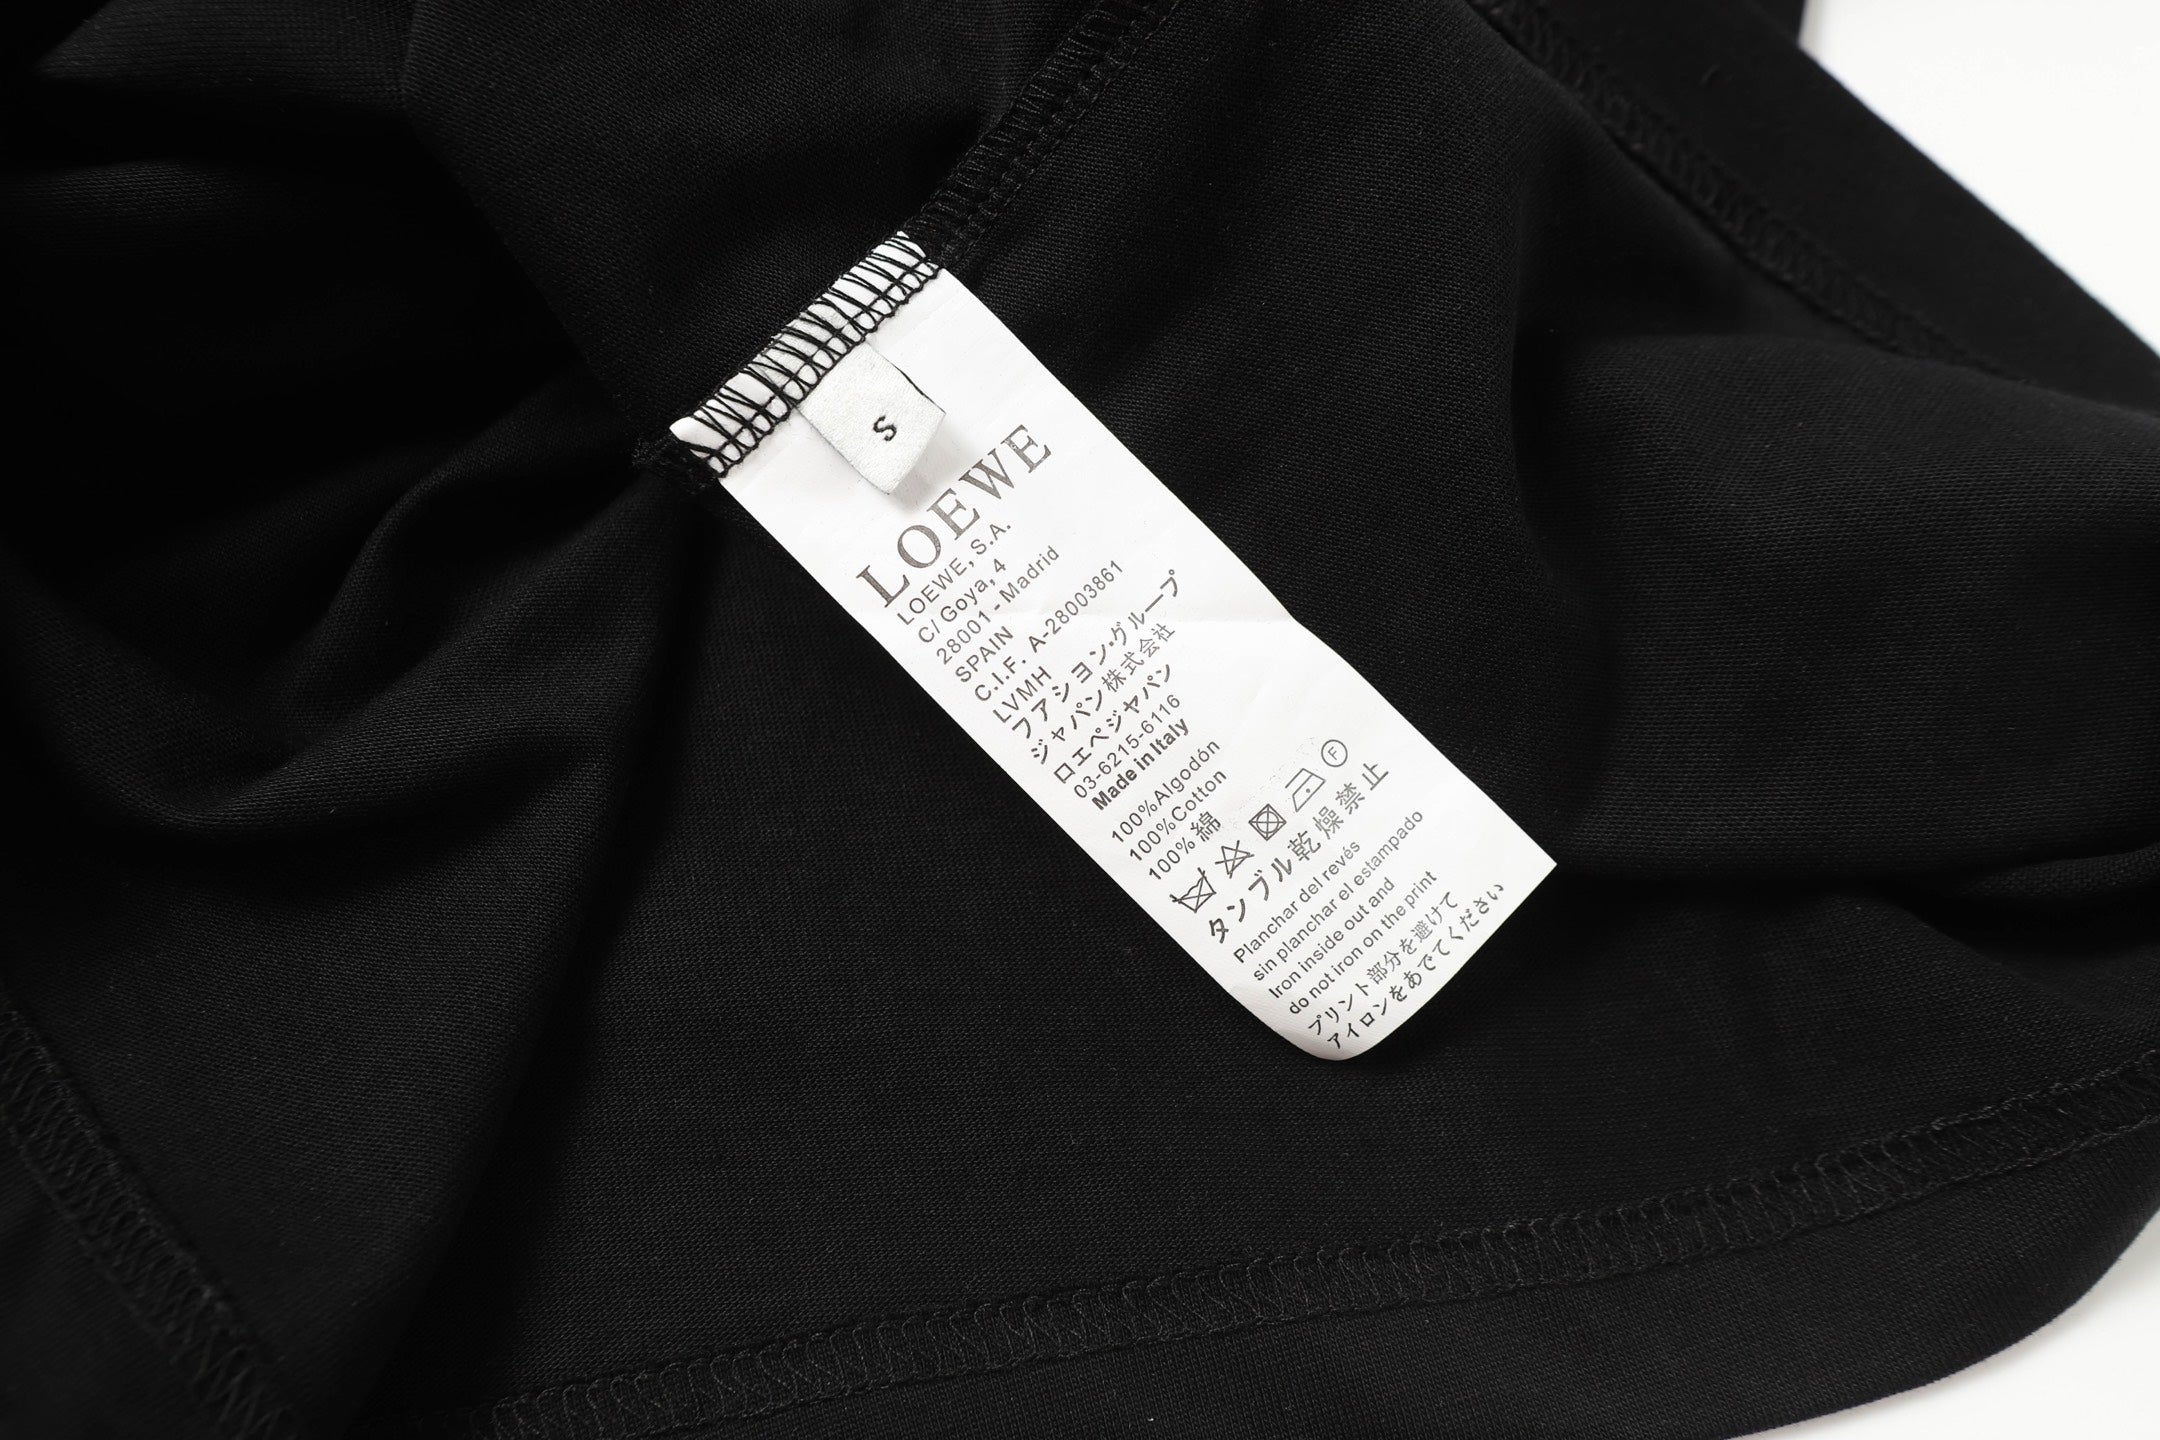 S
LOEWE
LOEWE, S.A.
C/ Goya, 4
28001 - Madrid
SPAIN
C.I.F. A-28003861
LVMH
ファション・グループ
ジャパン株式会社
ロエベジャパン
03-6215-6116
Made in Italy
100%Algodón
100%Cotton
100%綿
F
タンブル乾燥禁止
Planchar del revés
sin planchar el estampado
Iron inside out and
do not iron on the print
プリント部分を避けて
アイロンをあでてください